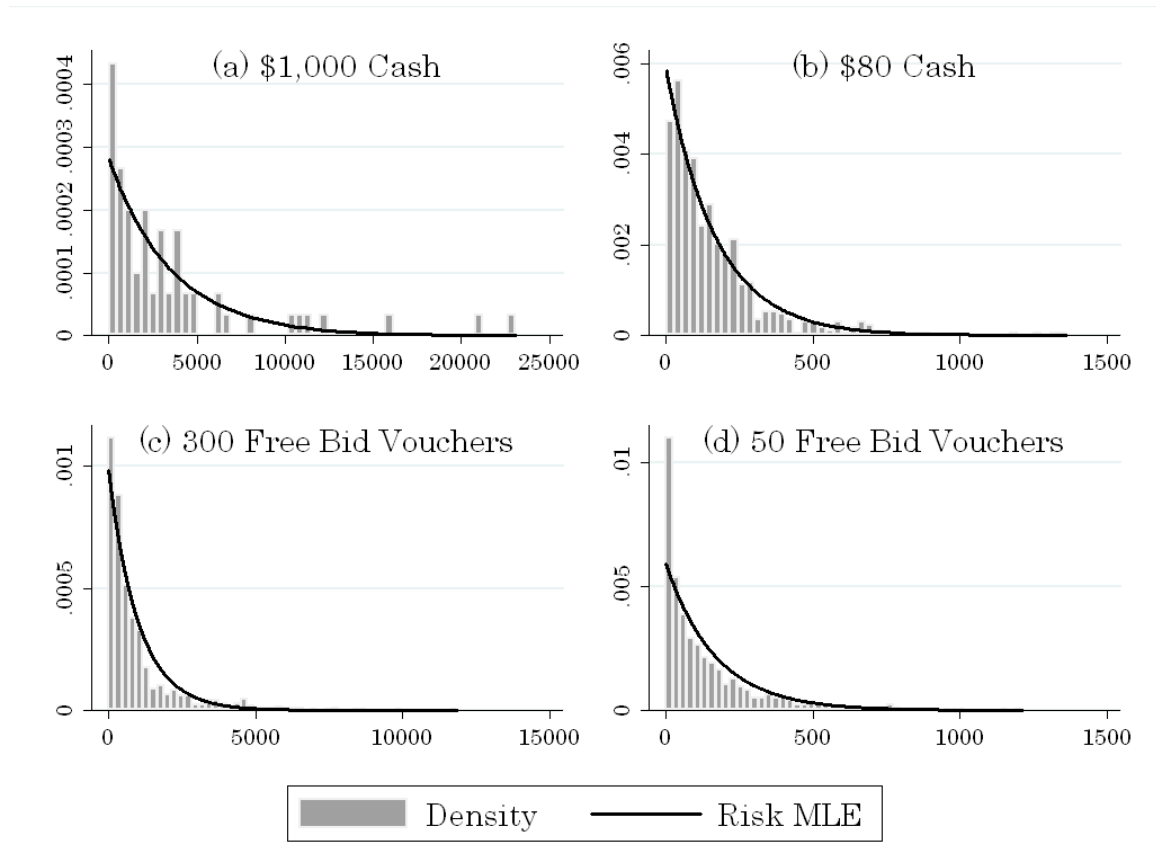 (a) $1,000 Cash
.0004
.0003
.0002
.0001
0
0 5000 10000 15000 20000 25000
(b) $80 Cash
.006
.004
.002
0
0 500 1000 1500
(c) 300 Free Bid Vouchers
.001
.0005
0
0 5000 10000 15000
(d) 50 Free Bid Vouchers
.01
.005
0
0 500 1000 1500
Density Risk MLE